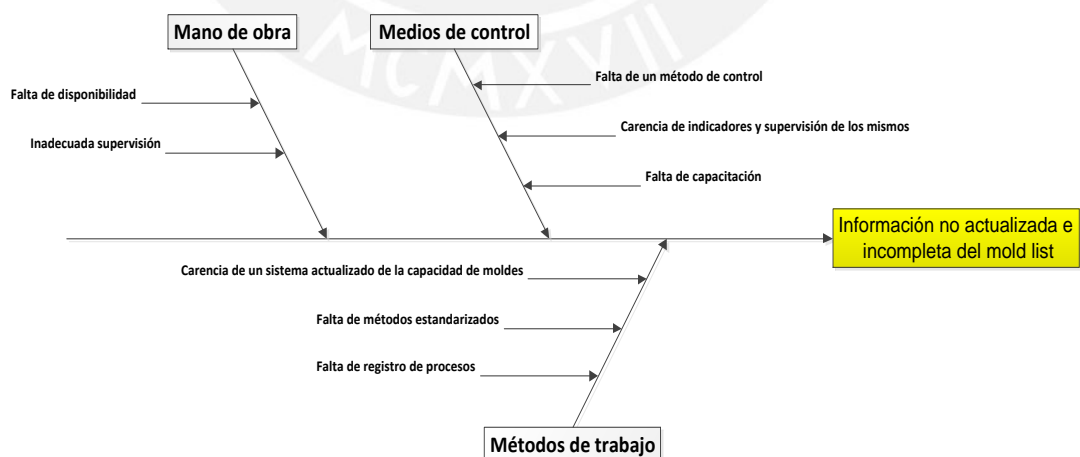 Mano de obra
Medios de control
Falta de un método de control
Falta de disponibilidad
Carencia de indicadores y supervisión de los mismos
Inadecuada supervisión
Falta de capacitación
Información no actualizada e
incompleta del mold list
Carencia de un sistema actualizado de la capacidad de moldes
Falta de métodos estandarizados
Falta de registro de procesos
Métodos de trabajo
MCMXVII